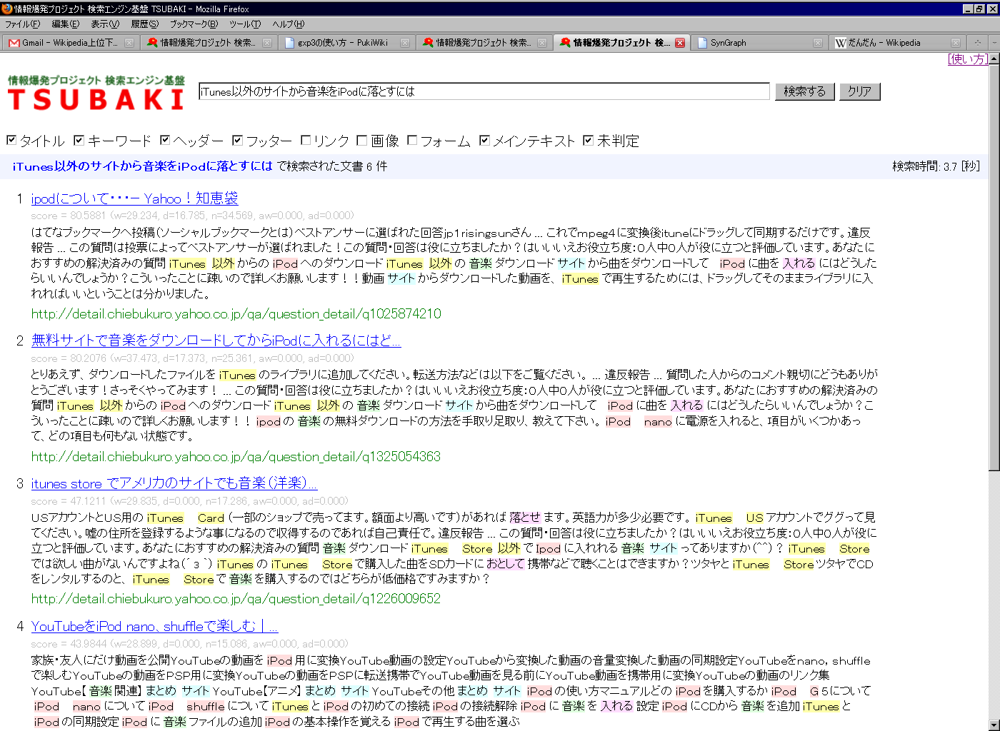 情報爆発プロジェクト 検索エンジン基盤 TSUBAKI - Mozilla Firefox
ファイル(F) 編集(E) 表示(V) 履歴(S) ブックマーク(B) ツール(T) ヘルプ(H)
Gmail - Wikipedia上位下... 情報爆発プロジェクト 検索... gxp3の使い方 - PukiWiki 情報爆発プロジェクト 検索... 情報爆発プロジェクト 検... SynGraph だんだん - Wikipedia
[使い方]
情報爆発プロジェクト 検索エンジン基盤
TSUBAKI
iTunes以外のサイトから音楽をiPodに落とすには 検索する クリア
タイトル キーワード ヘッダー フッター リンク 画像 フォーム メインテキスト 未判定
iTunes以外のサイトから音楽をiPodに落とすには で検索された文書 6 件 検索時間: 3.7 [秒]
1 ipodについて・・・- Yahoo！知恵袋
score = 80.5881 (w=29.234, d=16.785, n=34.569, aw=0.000, ad=0.000)
はてなブックマークへ投稿（ソーシャルブックマークとは）ベストアンサーに選ばれた回答jp1risingsunさん ... これでmpeg4に変換後ituneにドラッグして同期するだけです。違反
報告 ... この質問は投票によってベストアンサーが選ばれました！この質問・回答は役に立ちましたか？はいいいえお役立ち度：０人中０人が役に立つと評価しています。あなたに
おすすめの解決済みの質問 iTunes 以外 からの iPod へのダウンロード iTunes 以外 の 音楽 ダウンロード サイト から曲をダウンロードして iPod に曲を 入れる にはどうした
らいいんでしょうか？こういったことに疎いので詳しくお願いします！！動画 サイト からダウンロードした動画を、 iTunes で再生するためには、ドラッグしてそのままライブラリに入
れればいいということは分かりました。
http://detail.chiebukuro.yahoo.co.jp/qa/question_detail/q1025874210
2 無料サイトで音楽をダウンロードしてからiPodに入れるにはど...
score = 80.2076 (w=37.473, d=17.373, n=25.361, aw=0.000, ad=0.000)
とりあえず、ダウンロードしたファイルを iTunes のライブラリに追加してください。転送方法などは以下をご覧ください。 ... 違反報告 ... 質問した人からのコメント親切にどうもありが
とうございます！さっそくやってみます！ ... この質問・回答は役に立ちましたか？はいいいえお役立ち度：０人中０人が役に立つと評価しています。あなたにおすすめの解決済みの
質問 iTunes 以外 からの iPod へのダウンロード iTunes 以外 の 音楽 ダウンロード サイト から曲をダウンロードして iPod に曲を 入れる にはどうしたらいいんでしょうか？こ
ういったことに疎いので詳しくお願いします！！ ipod の 音楽 の無料ダウンロードの方法を手取り足取り、教えて下さい。 iPod nano に電源を入れると、項目がいくつかあっ
て、どの項目も何もない状態です。
http://detail.chiebukuro.yahoo.co.jp/qa/question_detail/q1325054363
3 itunes store でアメリカのサイトでも音楽（洋楽）...
score = 47.1211 (w=29.835, d=0.000, n=17.286, aw=0.000, ad=0.000)
USアカウントとUS用の iTunes Card （一部のショップで売ってます。額面より高いです）があれば 落とせ ます。英語力が多少必要です。 iTunes US アカウントでググって見
てください。嘘の住所を登録するような事になるので収得するのであれば自己責任で。違反報告 ... この質問・回答は役に立ちましたか？はいいいえお役立ち度：０人中０人が役に
立つと評価しています。あなたにおすすめの解決済みの質問 音楽 ダウンロード iTunes Store 以外 で Ipod に入れれる 音楽 サイト ってありますか（^^）？ iTunes Store
では欲しい曲がないんですよね（´３｀） iTunes の iTunes Store で購入した曲をSDカードに おとして 携帯などで聴くことはできますか？ツタヤと iTunes Store ツタヤでCD
をレンタルするのと、 iTunes Store で 音楽 を購入するのではどちらが低価格ですみますか？
http://detail.chiebukuro.yahoo.co.jp/qa/question_detail/q1226009652
4 YouTubeをiPod nano、shuffleで楽しむ｜...
score = 43.9844 (w=28.899, d=0.000, n=15.086, aw=0.000, ad=0.000)
家族・友人にだけ動画を公開YouTubeの動画を iPod 用に変換YouTube動画の設定YouTubeから変換した動画の音量変換した動画の同期設定YouTubeをnano，shuffle
で楽しむYouTubeの動画をPSP用に変換YouTubeの動画をPSPに転送携帯でYouTube動画を見る前にYouTube動画を携帯用に変換YouTubeの動画のリンク集
YouTube【 音楽 関連】 まとめ サイト YouTube【アニメ】 まとめ サイト YouTubeその他 まとめ サイト iPod の使い方マニュアルどの iPod を購入するか iPod G５について
iPod nano について iPod shuffle について iTunes と iPod の初めての接続 iPod の接続解除 iPod に 音楽 を 入れる 設定 iPod にCDから 音楽 を追加 iTunes と
iPod の同期設定 iPod に 音楽 ファイルの追加 iPod の基本操作を覚える iPod で再生する曲を選ぶ